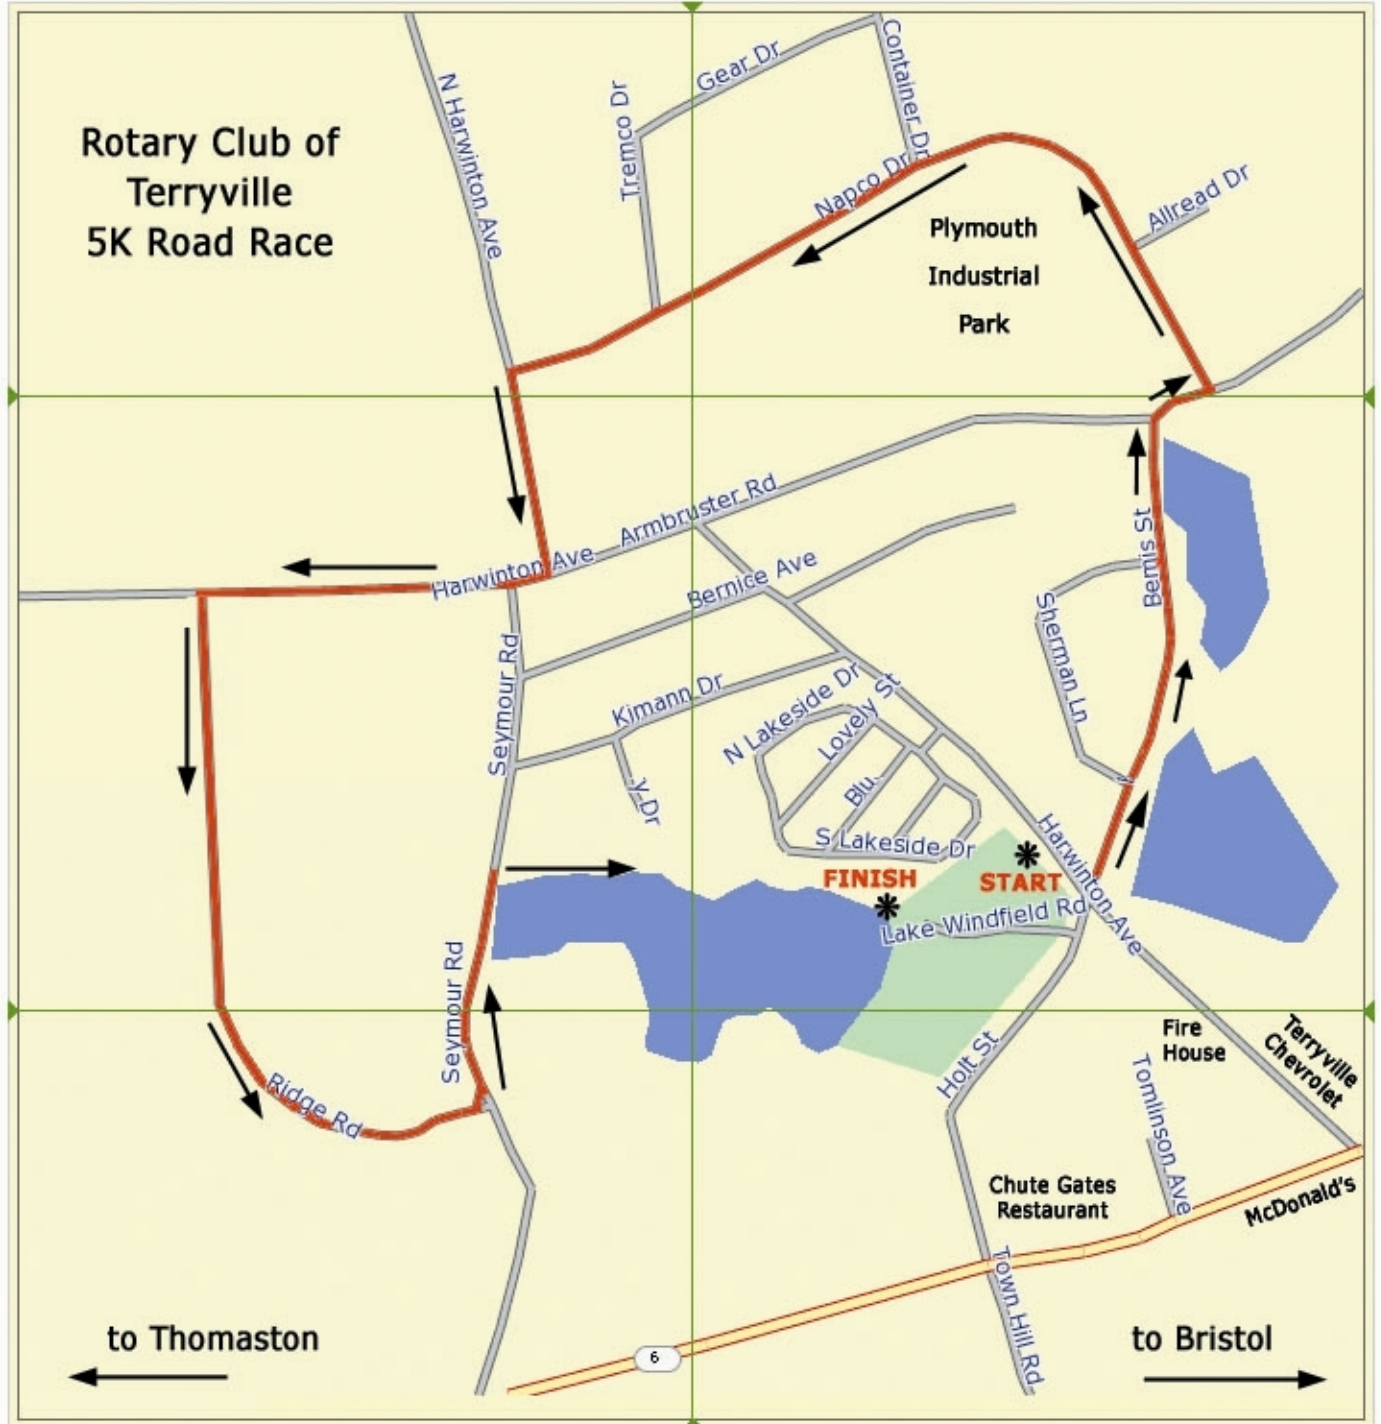 Rotary Club of
Terryville
5K Road Race
N Harwinton Ave
Tremco Dr
Gear Dr
Container Dr
Napco Dr
Allread Dr
Plymouth
Industrial
Park
Harwinton Ave
Armbruster Rd
Bernice Ave
Bemis St
Sherman Ln
Seymour Rd
Kimann Dr
y Dr
N Lakeside Dr
Lovely St
Blu
S Lakeside Dr
Harwinton Ave
FINISH
START
Lake Windfield Rd
Seymour Rd
Ridge Rd
Holt St
Fire
House
Terryville
Chevrolet
Tomlinson Ave
Chute Gates
Restaurant
McDonald's
Town Hill Rd
6
to Thomaston
to Bristol